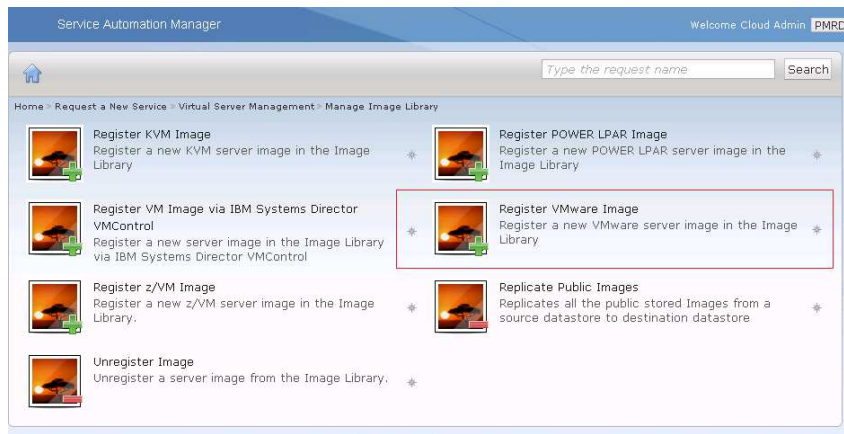 Service Automation Manager
Welcome Cloud Admin PMRD
Type the request name
Search
Home > Request a New Service > Virtual Server Management > Manage Image Library
Register KVM Image
Register a new KVM server image in the Image
Library
Register POWER LPAR Image
Register a new POWER LPAR server image in the
Image Library
Register VM Image via IBM Systems Director
VMControl
Register a new server image in the Image Library
via IBM Systems Director VMControl
Register VMware Image
Register a new VMware server image in the Image
Library
Register z/VM Image
Register a new z/VM server image in the Image
Library.
Replicate Public Images
Replicates all the public stored Images from a
source datastore to destination datastore
Unregister Image
Unregister a server image from the Image Library.